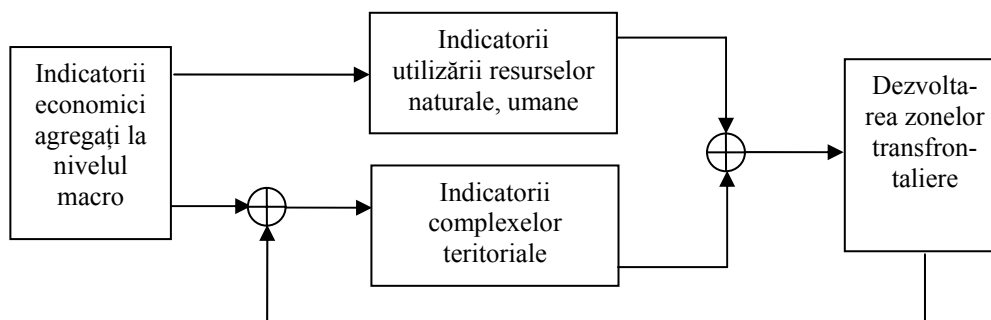 Indicatorii
economici
agregați la
nivelul
macro
Indicatorii
utilizării resurselor
naturale, umane
Indicatorii
complexelor
teritoriale
Dezvolta-
rea zonelor
transfron-
taliere